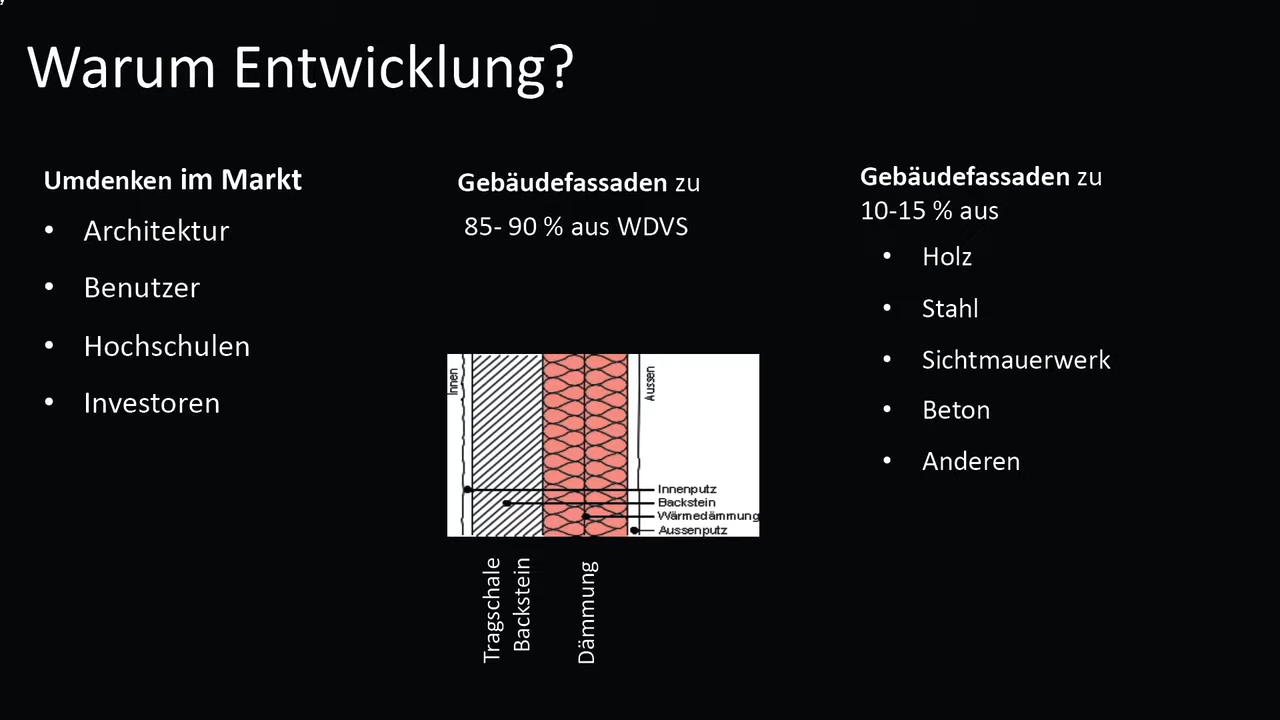 Warum Entwicklung?
Umdenken im Markt
• Architektur
• Benutzer
• Hochschulen
• Investoren
Gebäudefassaden zu
85- 90 % aus WDVS
Innen
Aussen
Innenputz
Backstein
Wärmedämmung
Aussenputz
Tragschale
Backstein
Dämmung
Gebäudefassaden zu
10-15 % aus
• Holz
• Stahl
• Sichtmauerwerk
• Beton
• Anderen